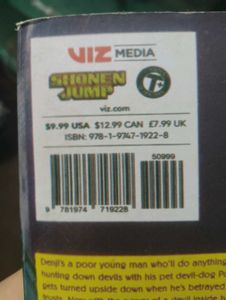 VIZ MEDIA
SHONEN JUMP
T
viz.com
$9.99 USA $12.99 CAN £7.99 UK
ISBN: 978-1-9747-1922-8
50999
9 781974 719228
Denji's a poor young man who'll do anything
hunting down devils with his pet devil-dog Po
gets turned upside down when he's betrayed